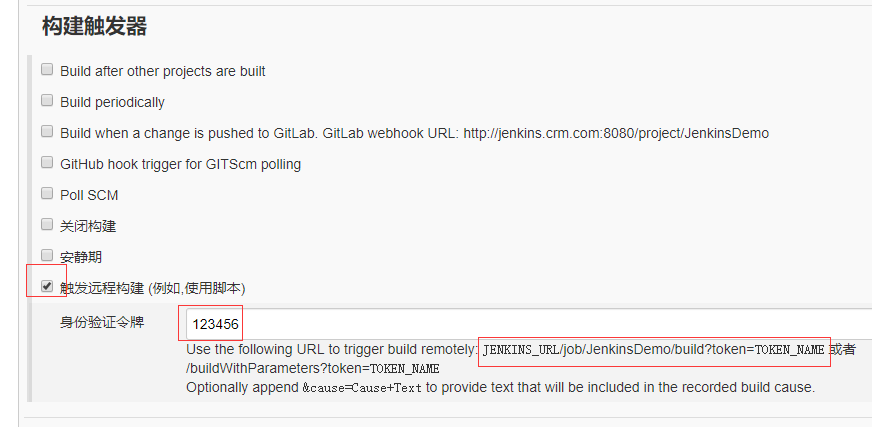 构建触发器
Build after other projects are built
Build periodically
Build when a change is pushed to GitLab. GitLab webhook URL: http://jenkins.crm.com:8080/project/JenkinsDemo
GitHub hook trigger for GITScm polling
Poll SCM
关闭构建
安静期
触发远程构建 (例如,使用脚本)
身份验证令牌 123456
Use the following URL to trigger build remotely: JENKINS_URL/job/JenkinsDemo/build?token=TOKEN_NAME 或者
/buildWithParameters?token=TOKEN_NAME
Optionally append &cause=Cause+Text to provide text that will be included in the recorded build cause.